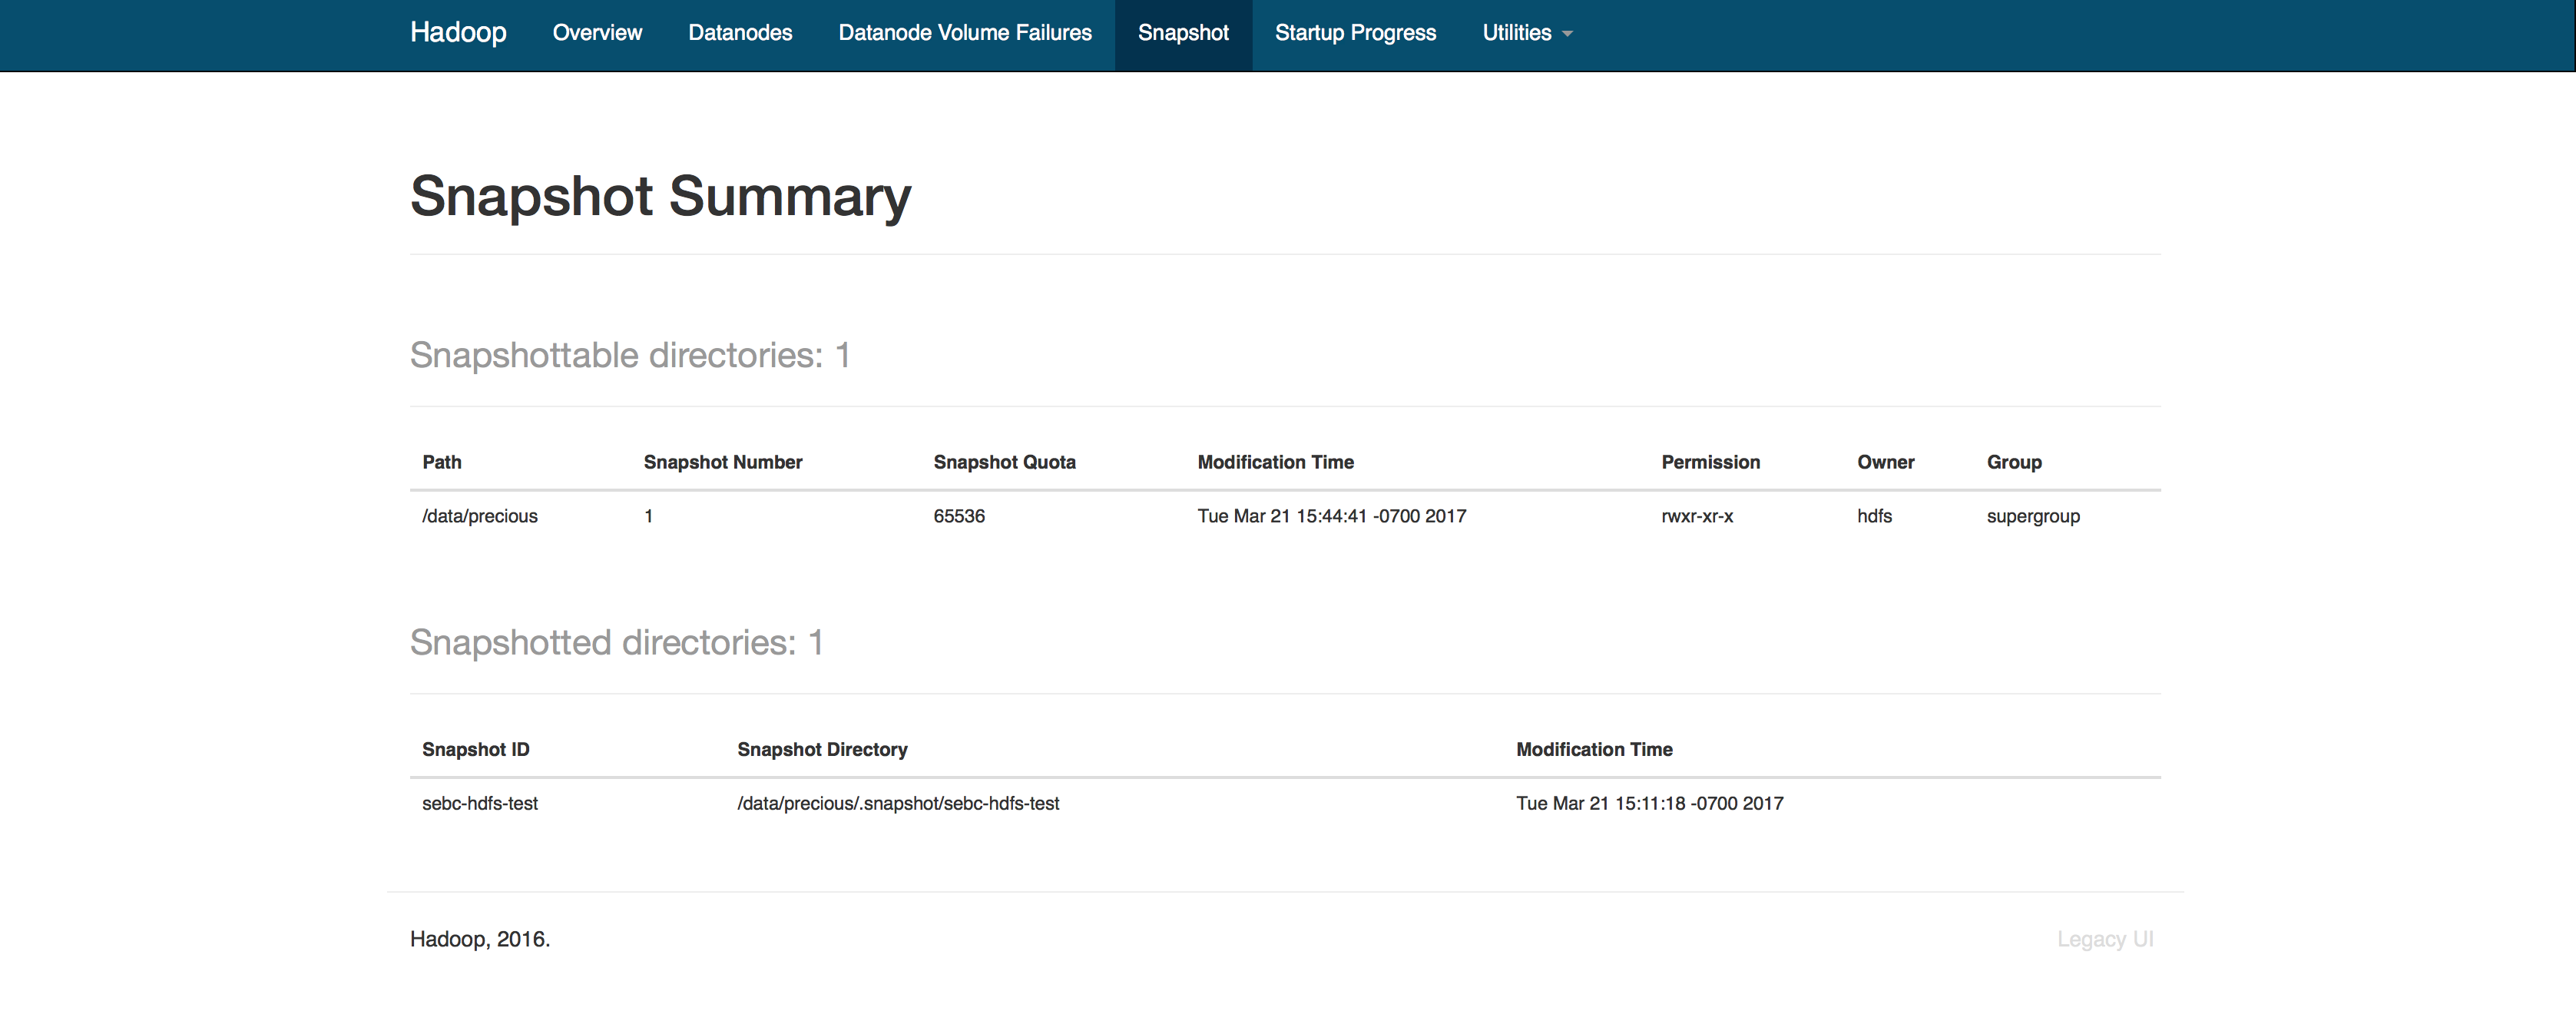 Hadoop Overview Datanodes Datanode Volume Failures Snapshot Startup Progress Utilities
Snapshot Summary
Snapshottable directories: 1
Path Snapshot Number Snapshot Quota Modification Time Permission Owner Group
/data/precious 1 65536 Tue Mar 21 15:44:41 -0700 2017 rwxr-xr-x hdfs supergroup
Snapshotted directories: 1
Snapshot ID Snapshot Directory Modification Time
sebc-hdfs-test /data/precious/.snapshot/sebc-hdfs-test Tue Mar 21 15:11:18 -0700 2017
Hadoop, 2016. Legacy UI